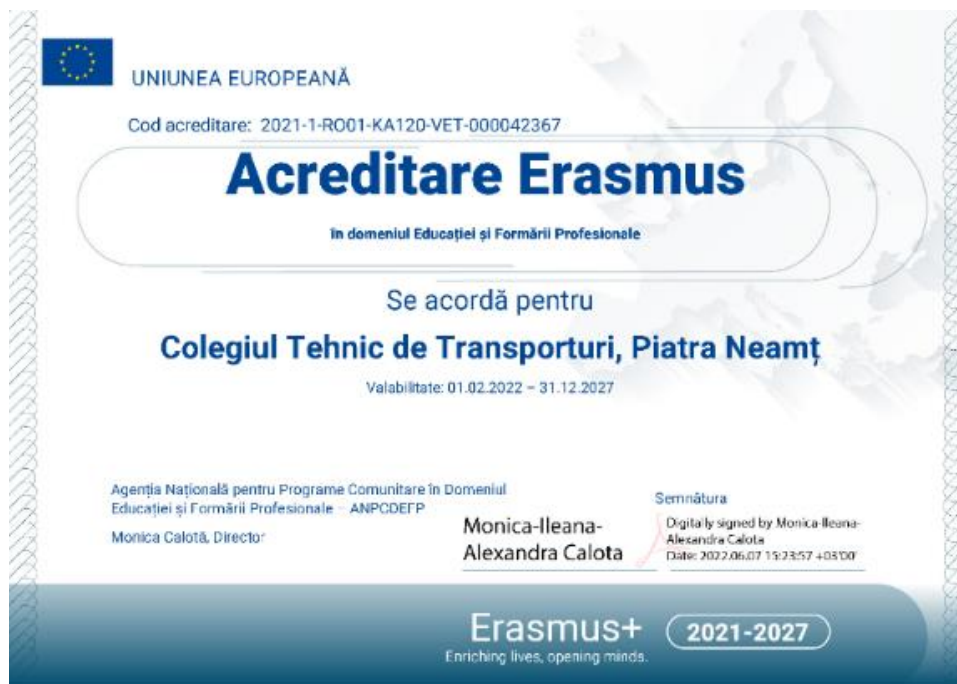 UNIUNEA EUROPEANĂ
Cod acreditare: 2021-1-RO01-KA120-VET-000042367
Acreditare Erasmus
în domeniul Educației și Formării Profesionale
Se acordă pentru
Colegiul Tehnic de Transporturi, Piatra Neamț
Valabilitate: 01.02.2022 – 31.12.2027
Agenția Națională pentru Programe Comunitare în Domeniul
Educației și Formării Profesionale – ANPCDEFP
Monica Calotă, Director
Monica-Ileana-
Alexandra Calota
Semnătura
Digitally signed by Monica-Ileana-
Alexandra Calota
Date: 2022.06.07 15:23:57 +03'00'
Erasmus+
Enriching lives, opening minds.
2021-2027